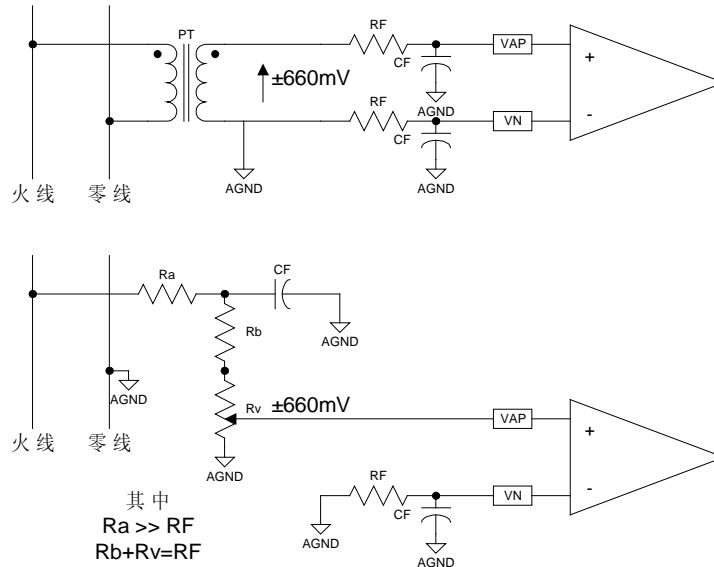 PT
RF
VAP
CF
+
AGND
±660mV
RF
VN
-
CF
AGND
AGND
火线
零线
Ra
CF
AGND
Rb
AGND
Rv
±660mV
VAP
+
火线
零线
AGND
其中
Ra >> RF
Rb+Rv=RF
RF
VN
-
CF
AGND
AGND